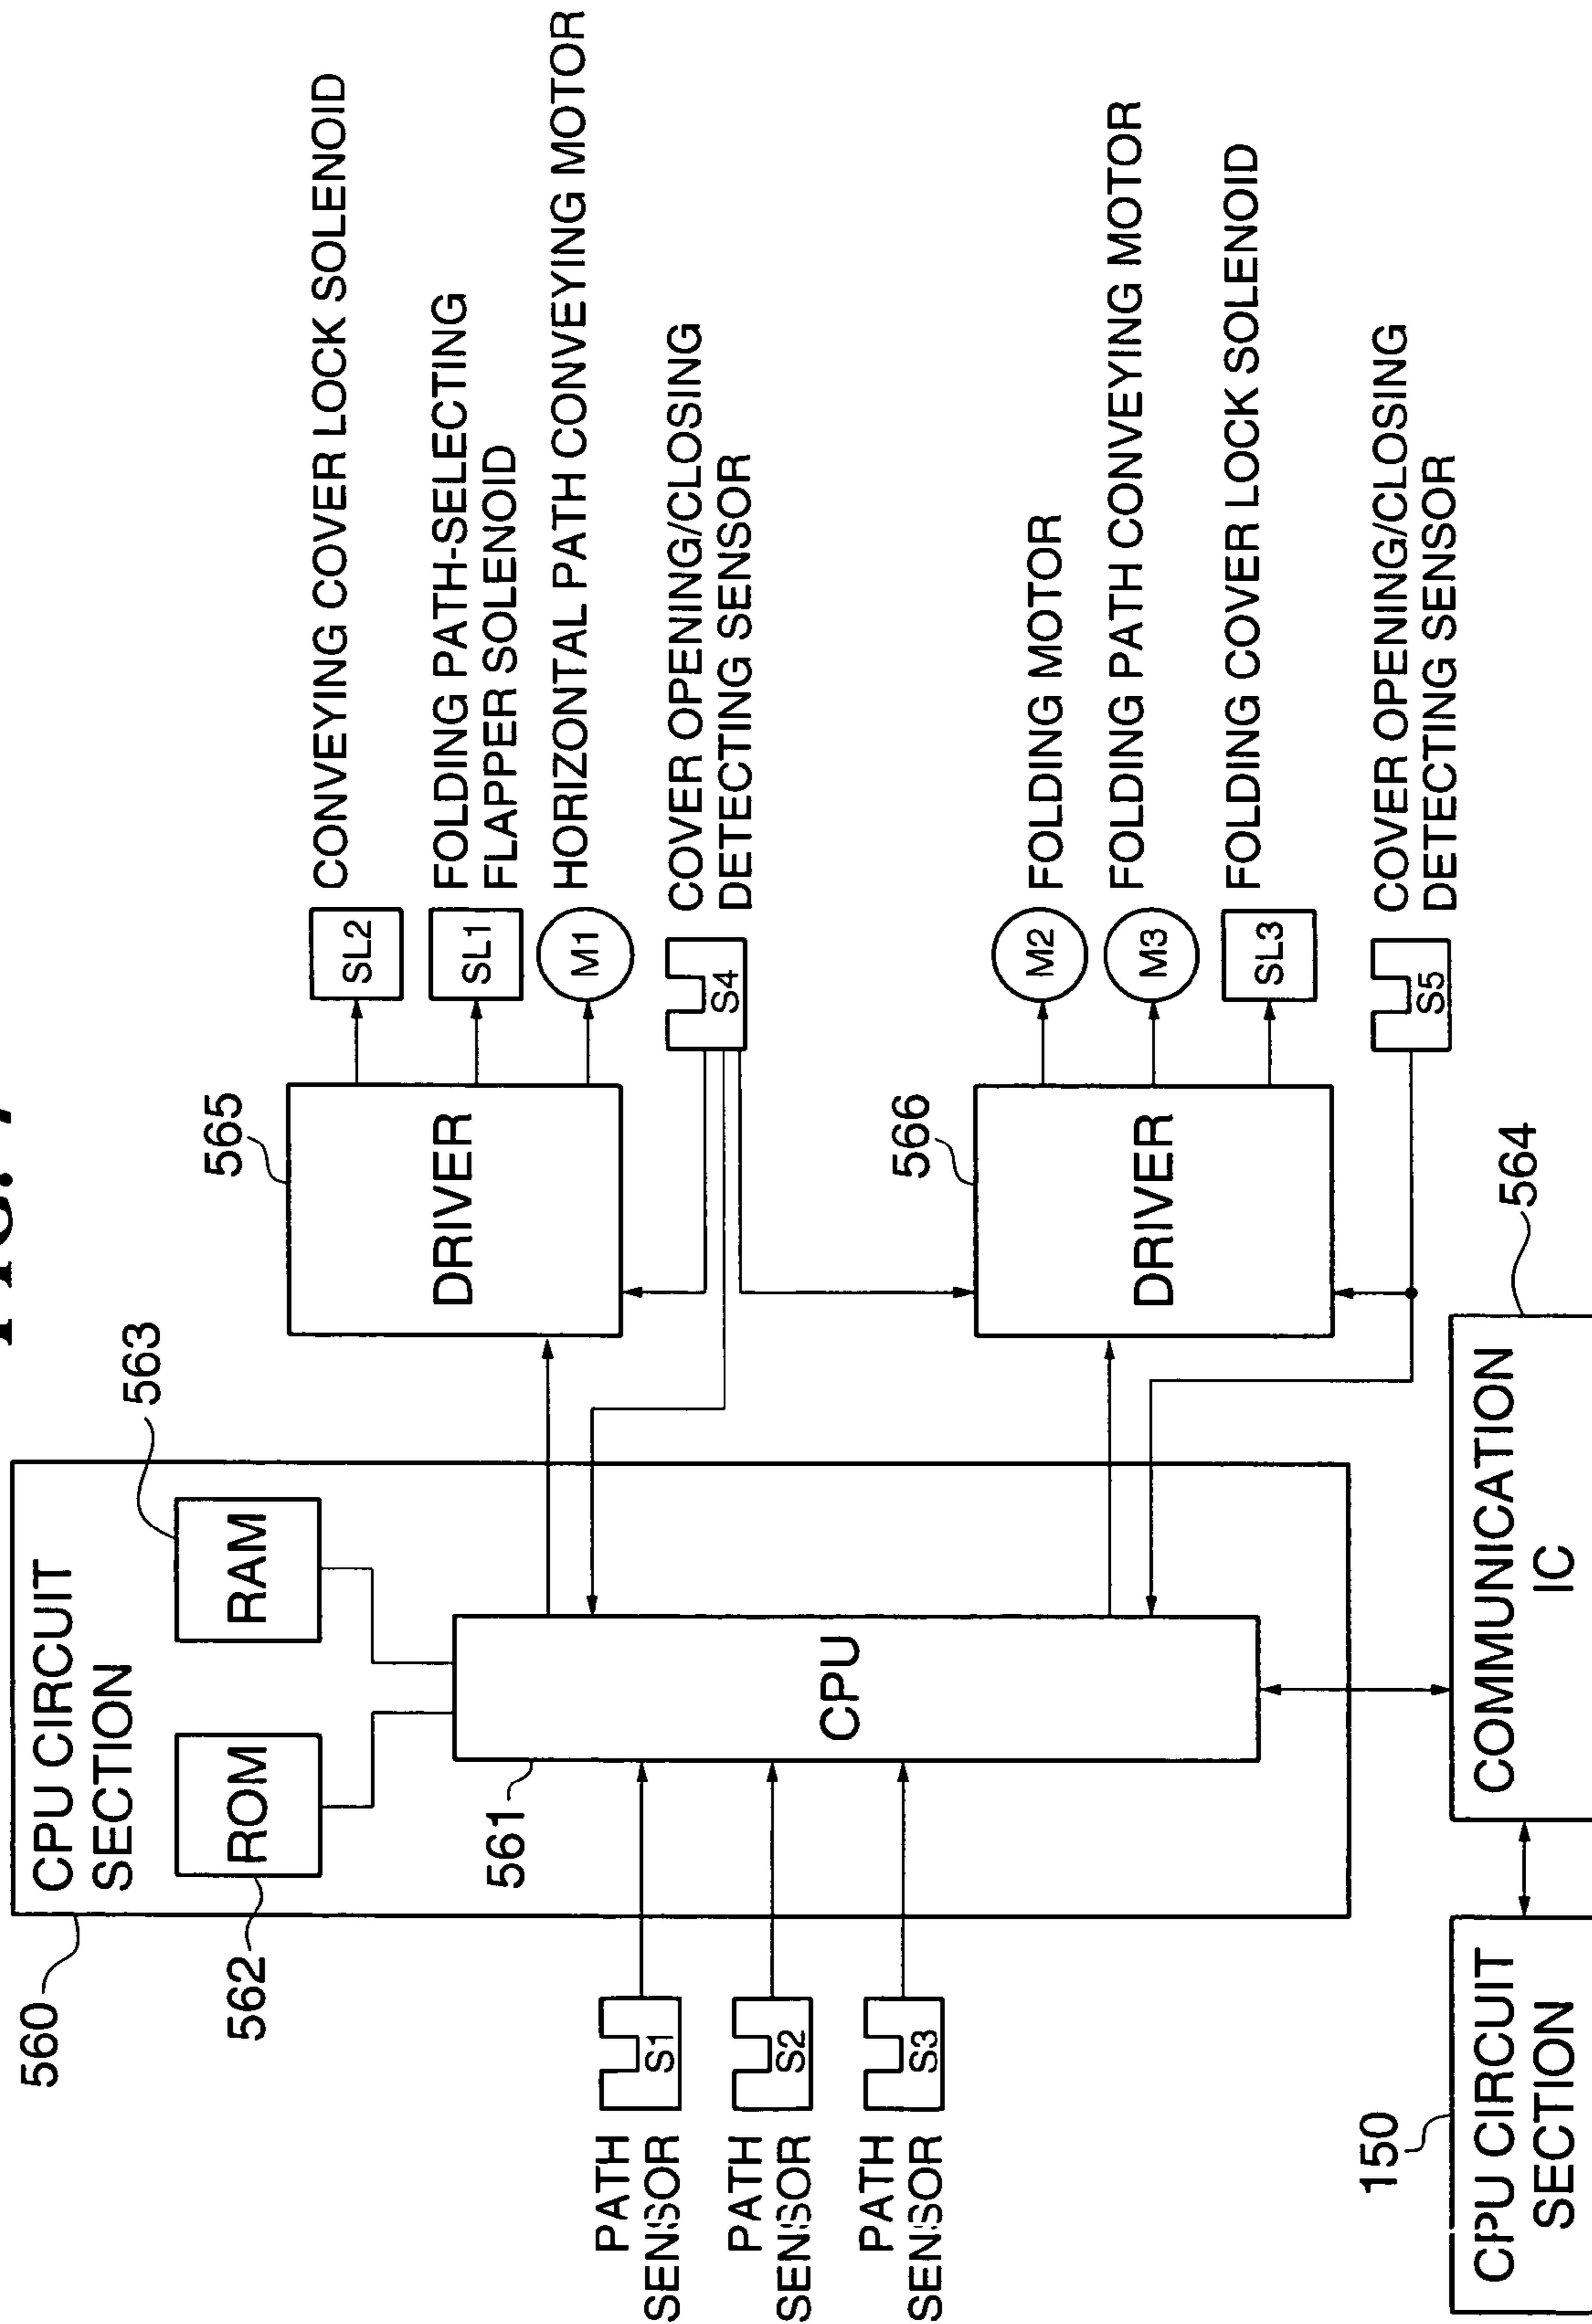 FIG. 7
560
CPU CIRCUIT
SECTION
562
ROM
563
RAM
561
CPU
PATH
SENSOR
S1
PATH
SENSOR
S2
PATH
SENSOR
S3
565
DRIVER
SL2
CONVEYING COVER LOCK SOLENOID
SL1
FOLDING PATH-SELECTING
FLAPPER SOLENOID
M1
HORIZONTAL PATH CONVEYING MOTOR
S4
COVER OPENING/CLOSING
DETECTING SENSOR
566
DRIVER
M2
FOLDING MOTOR
M3
FOLDING PATH CONVEYING MOTOR
SL3
FOLDING COVER LOCK SOLENOID
S5
COVER OPENING/CLOSING
DETECTING SENSOR
150
CPU CIRCUIT
SECTION
564
COMMUNICATION
IC